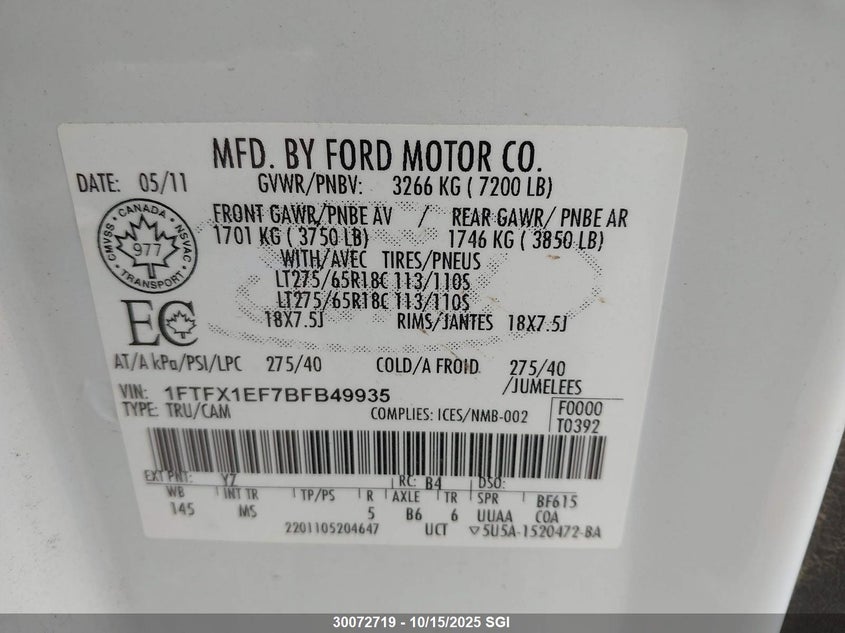 MFD. BY FORD MOTOR CO.
DATE: 05/11 GVWR/PNBV: 3266 KG ( 7200 LB)
FRONT GAWR/PNBE AV / REAR GAWR/ PNBE AR
1701 KG ( 3750 LB) 1746 KG ( 3850 LB)
WITH/AVEC TIRES/PNEUS
LT275/65R18C 113/110S
LT275/65R18C 113/110S
18X7.5J RIMS/JANTES 18X7.5J
CMVSS • CANADA • NSVAC • TRANSPORT •
977
EC
AT/A kPa/PSI/LPC 275/40 COLD/A FROID 275/40
/JUMELEES
VIN: 1FTFX1EF7BFB49935
TYPE: TRU/CAM COMPLIES: ICES/NMB-002
F0000
T0392
EXT PNT: YZ RC: B4 DSO:
WB INT TR TP/PS R AXLE TR SPR BF615
145 MS 5 B6 6 UUAA COA
2201105204647 UCT ▽5U5A-1520472-BA
30072719 - 10/15/2025 SGI